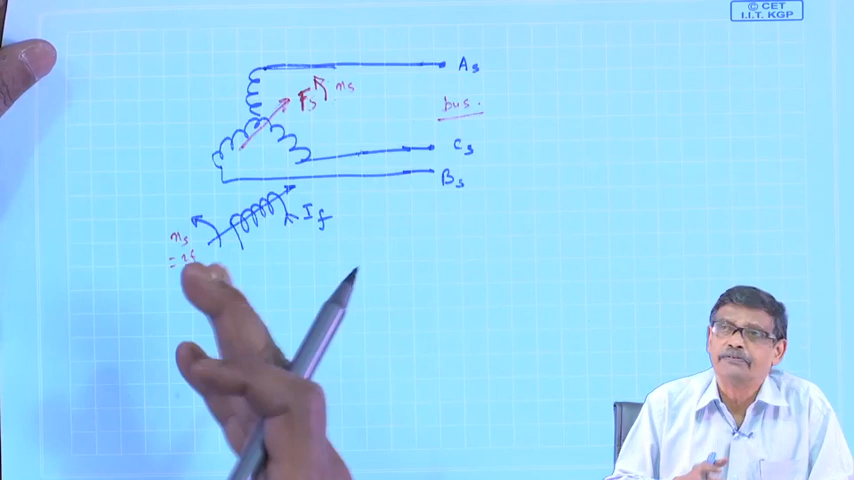 © CET
I.I.T. KGP
As
Fs ns
bus.
Cs
Bs
If
ns